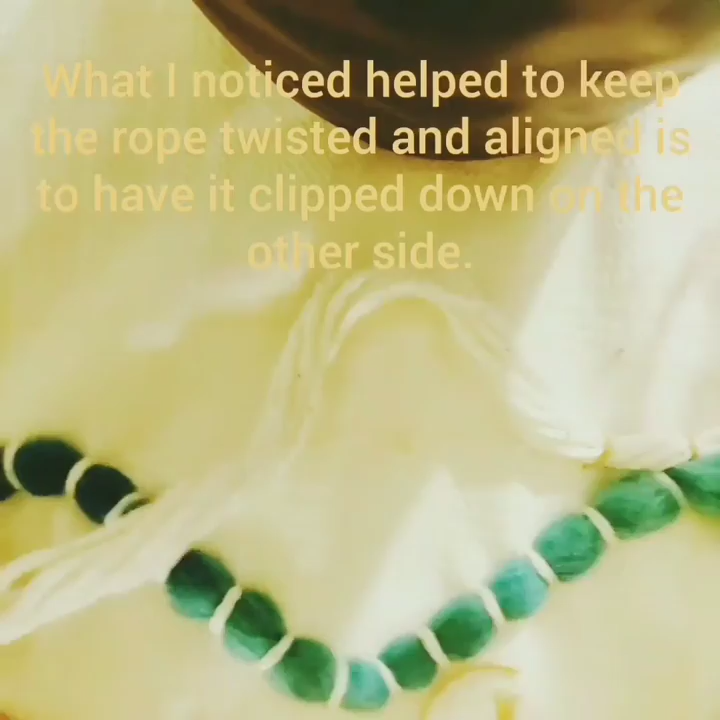 What I noticed helped to keep
the rope twisted and aligned is
to have it clipped down on the
other side.